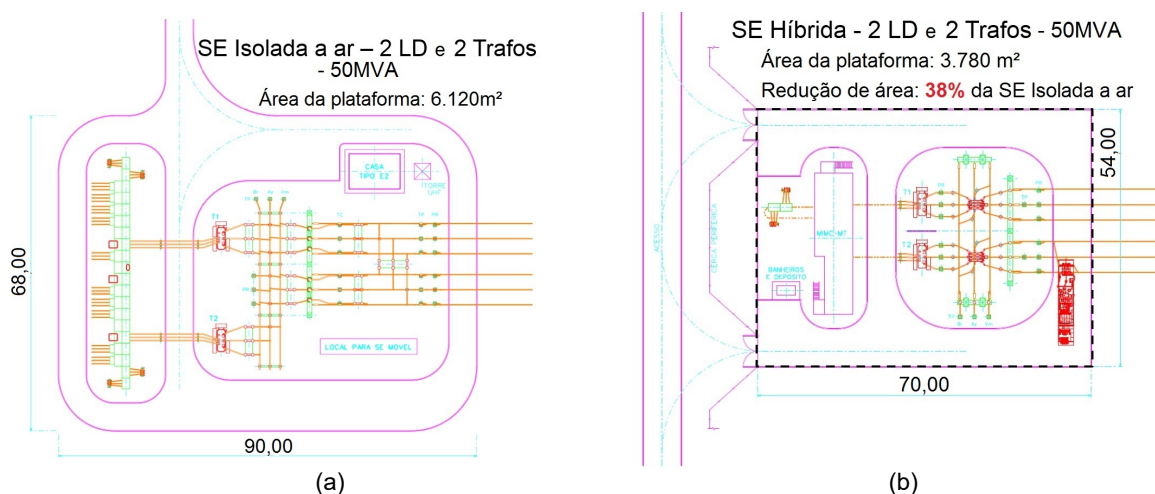 SE Isolada a ar – 2 LD e 2 Trafos
- 50MVA
Área da plataforma: 6.120m²
CASA
TIPO E2
TORRE
UHF
T1
T2
LOCAL PARA SE MOVEL
68,00
90,00
(a)
SE Híbrida - 2 LD e 2 Trafos - 50MVA
Área da plataforma: 3.780 m²
Redução de área: 38% da SE Isolada a ar
ACESSO
CERCA PERIFÉRICA
MMC-MT
BANHEIROS
E DEPÓSITO
T1
T2
54,00
70,00
(b)